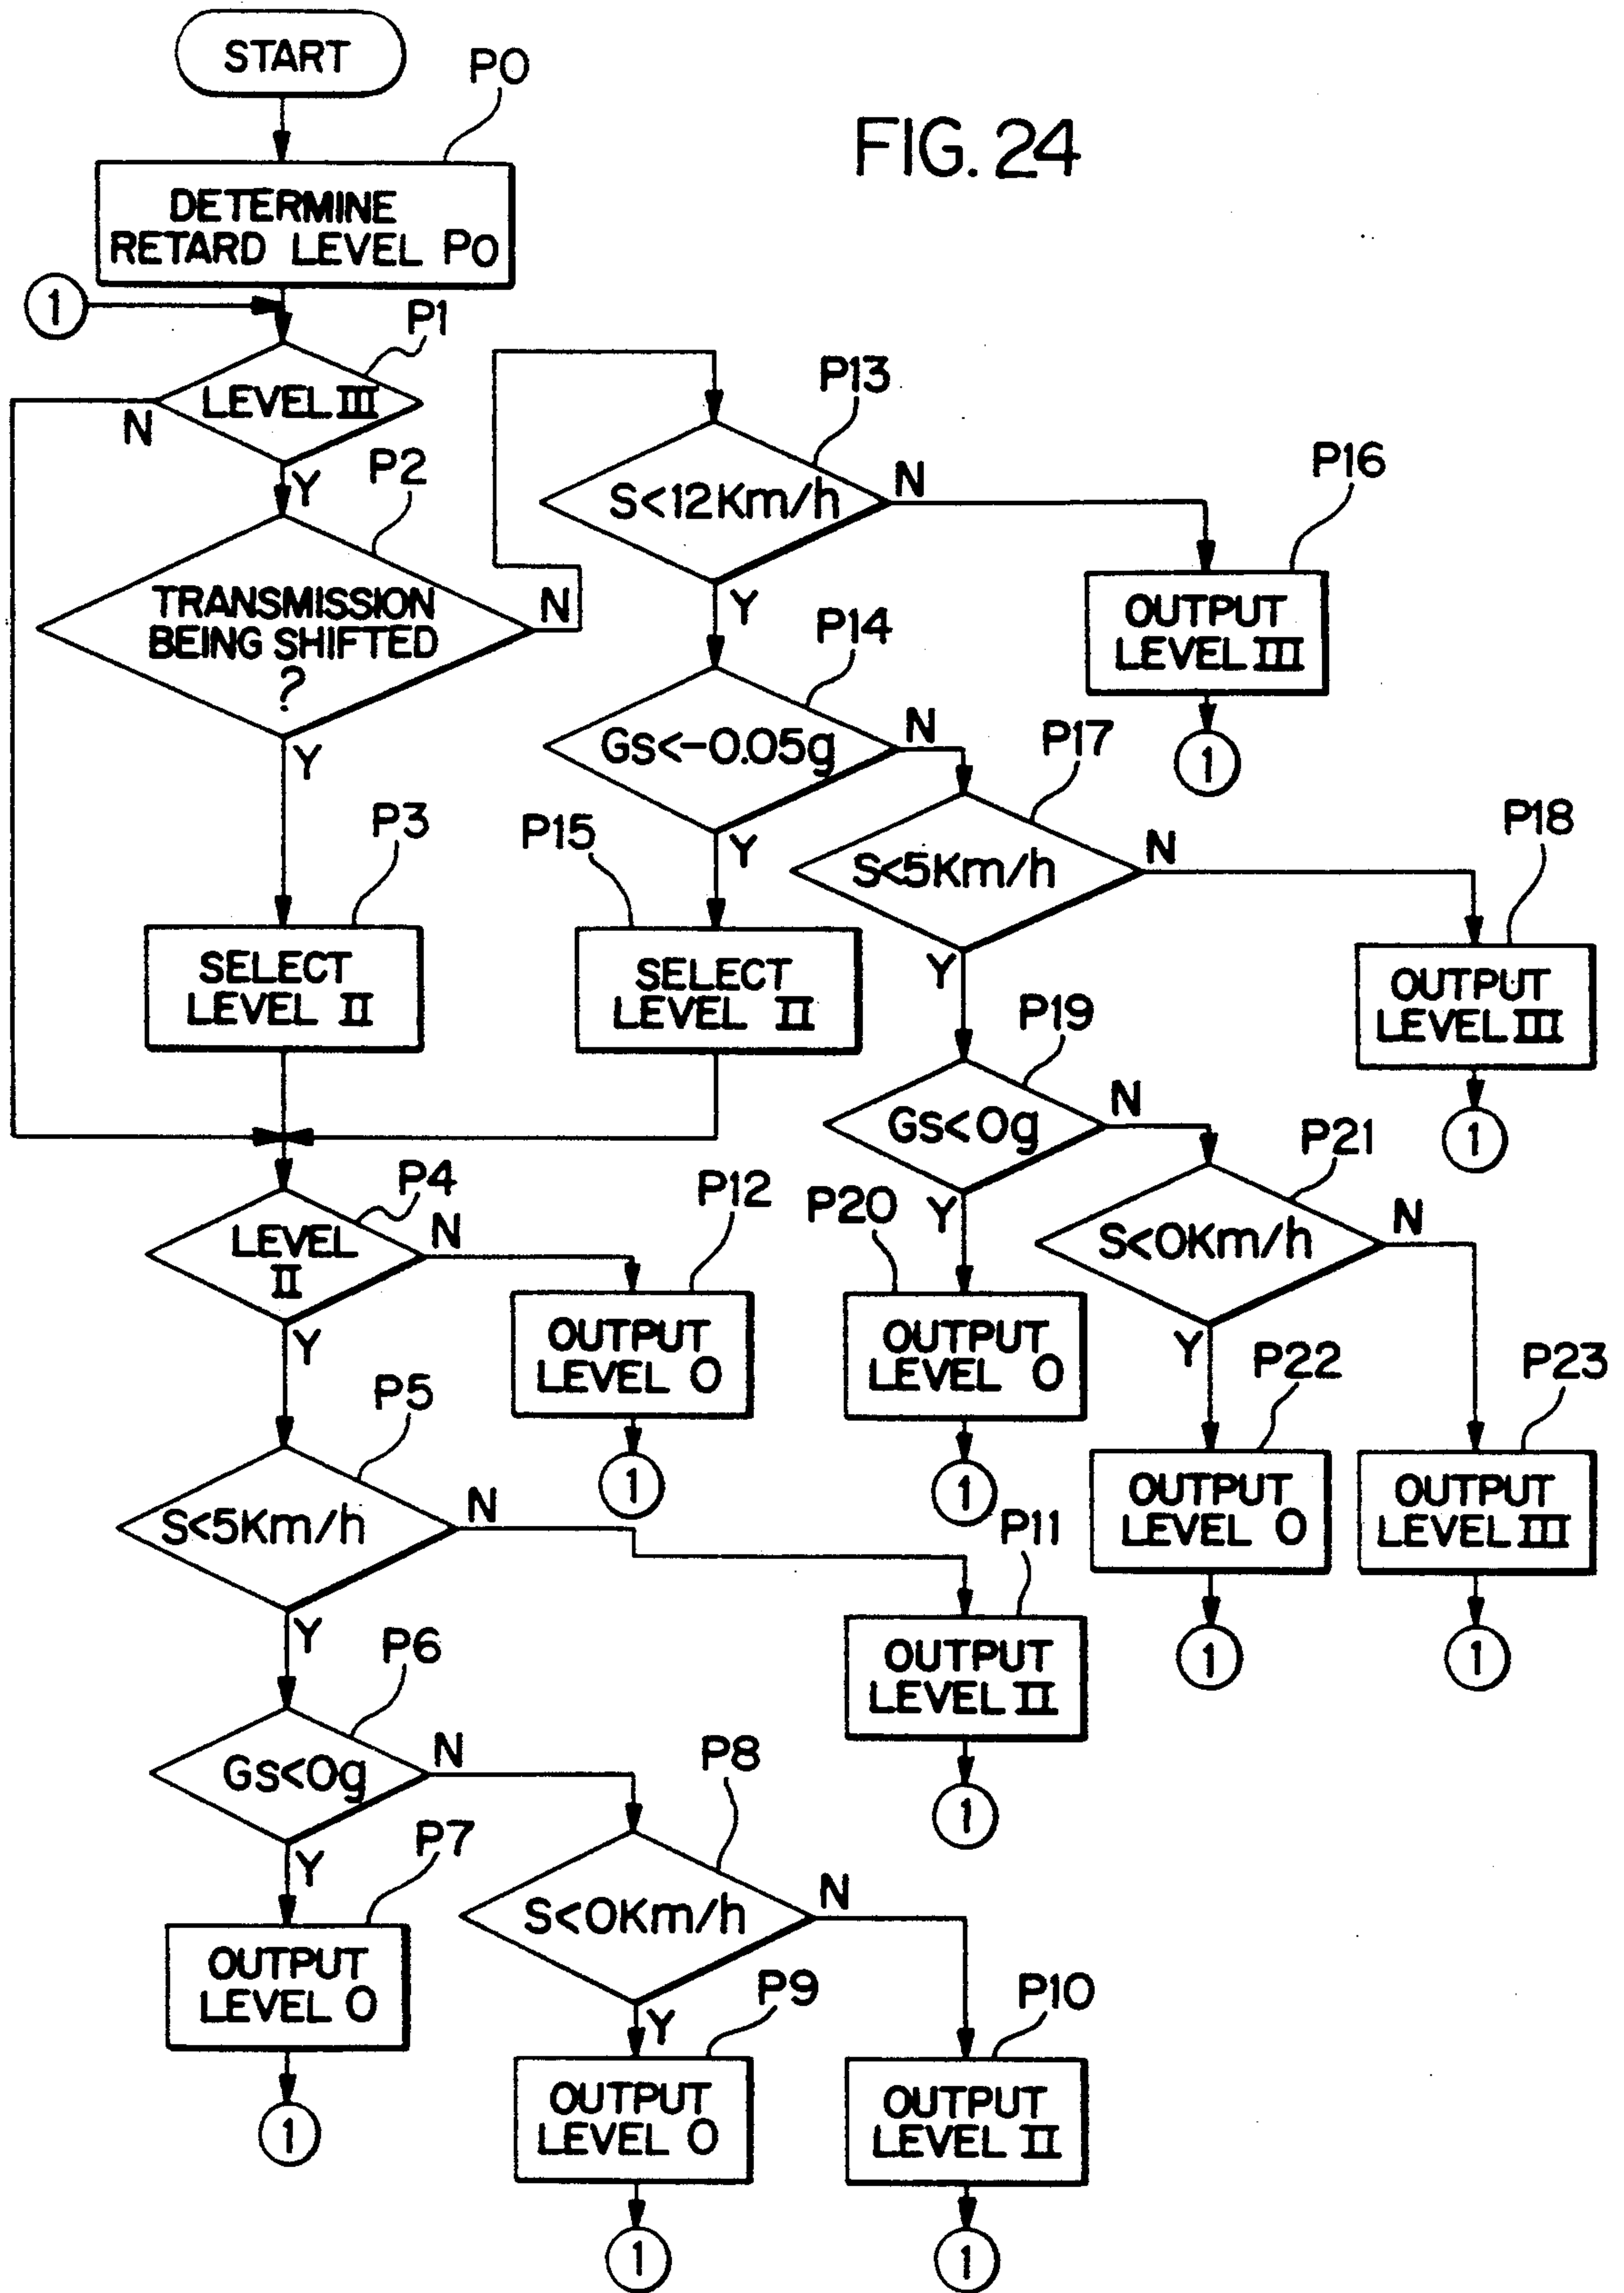 START
P0
FIG. 24
DETERMINE
RETARD LEVEL Po
1
P1
LEVEL III
N
Y
P2
TRANSMISSION
BEING SHIFTED
?
N
Y
P3
SELECT
LEVEL II
P13
S<12Km/h
N
Y
P16
OUTPUT
LEVEL III
1
P14
Gs<-0.05g
N
Y
P15
SELECT
LEVEL II
P17
S<5Km/h
N
Y
P18
OUTPUT
LEVEL III
1
P19
Gs<0g
N
Y
P20
OUTPUT
LEVEL 0
1
P21
S<0Km/h
N
Y
P22
OUTPUT
LEVEL 0
1
P23
OUTPUT
LEVEL III
1
P4
LEVEL
II
N
Y
P12
OUTPUT
LEVEL 0
1
P5
S<5Km/h
N
Y
P11
OUTPUT
LEVEL II
1
P6
Gs<0g
N
Y
P7
OUTPUT
LEVEL 0
1
P8
S<0Km/h
N
Y
P9
OUTPUT
LEVEL 0
1
P10
OUTPUT
LEVEL II
1